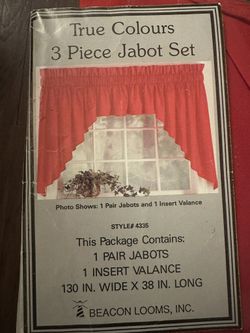 True Colours
3 Piece Jabot Set
Photo Shows: 1 Pair Jabots and 1 Insert Valance
STYLE# 4335
This Package Contains:
1 PAIR JABOTS
1 INSERT VALANCE
130 IN. WIDE X 38 IN. LONG
BEACON LOOMS, INC.